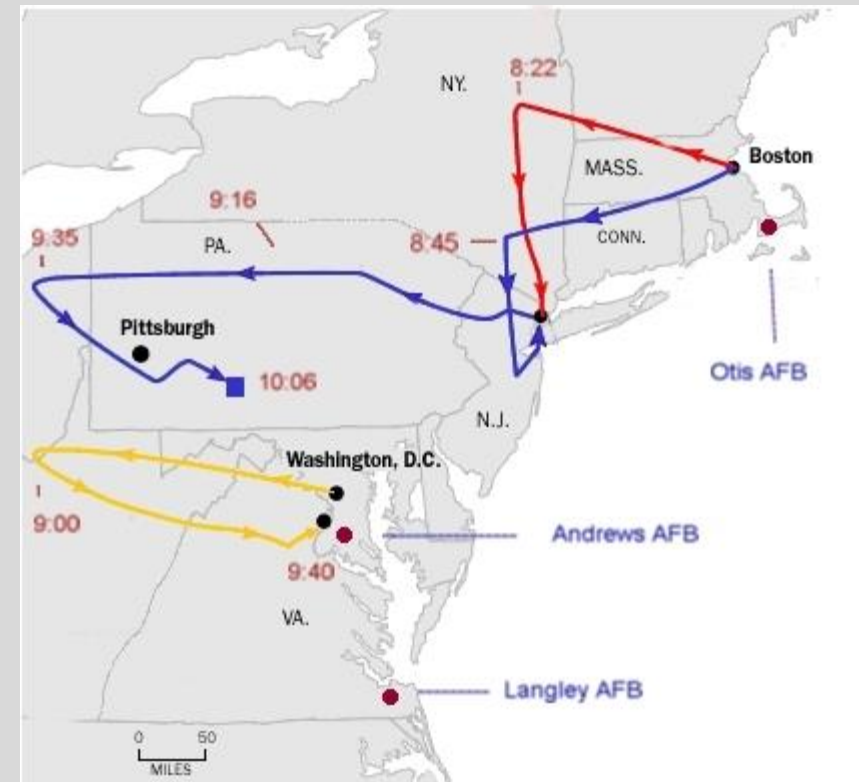 8:22
NY.
Boston
MASS.
9:16
9:35
PA.
8:45
CONN.
Pittsburgh
Otis AFB
10:06
N.J.
Washington, D.C.
9:00
Andrews AFB
9:40
VA.
Langley AFB
0 50
MILES